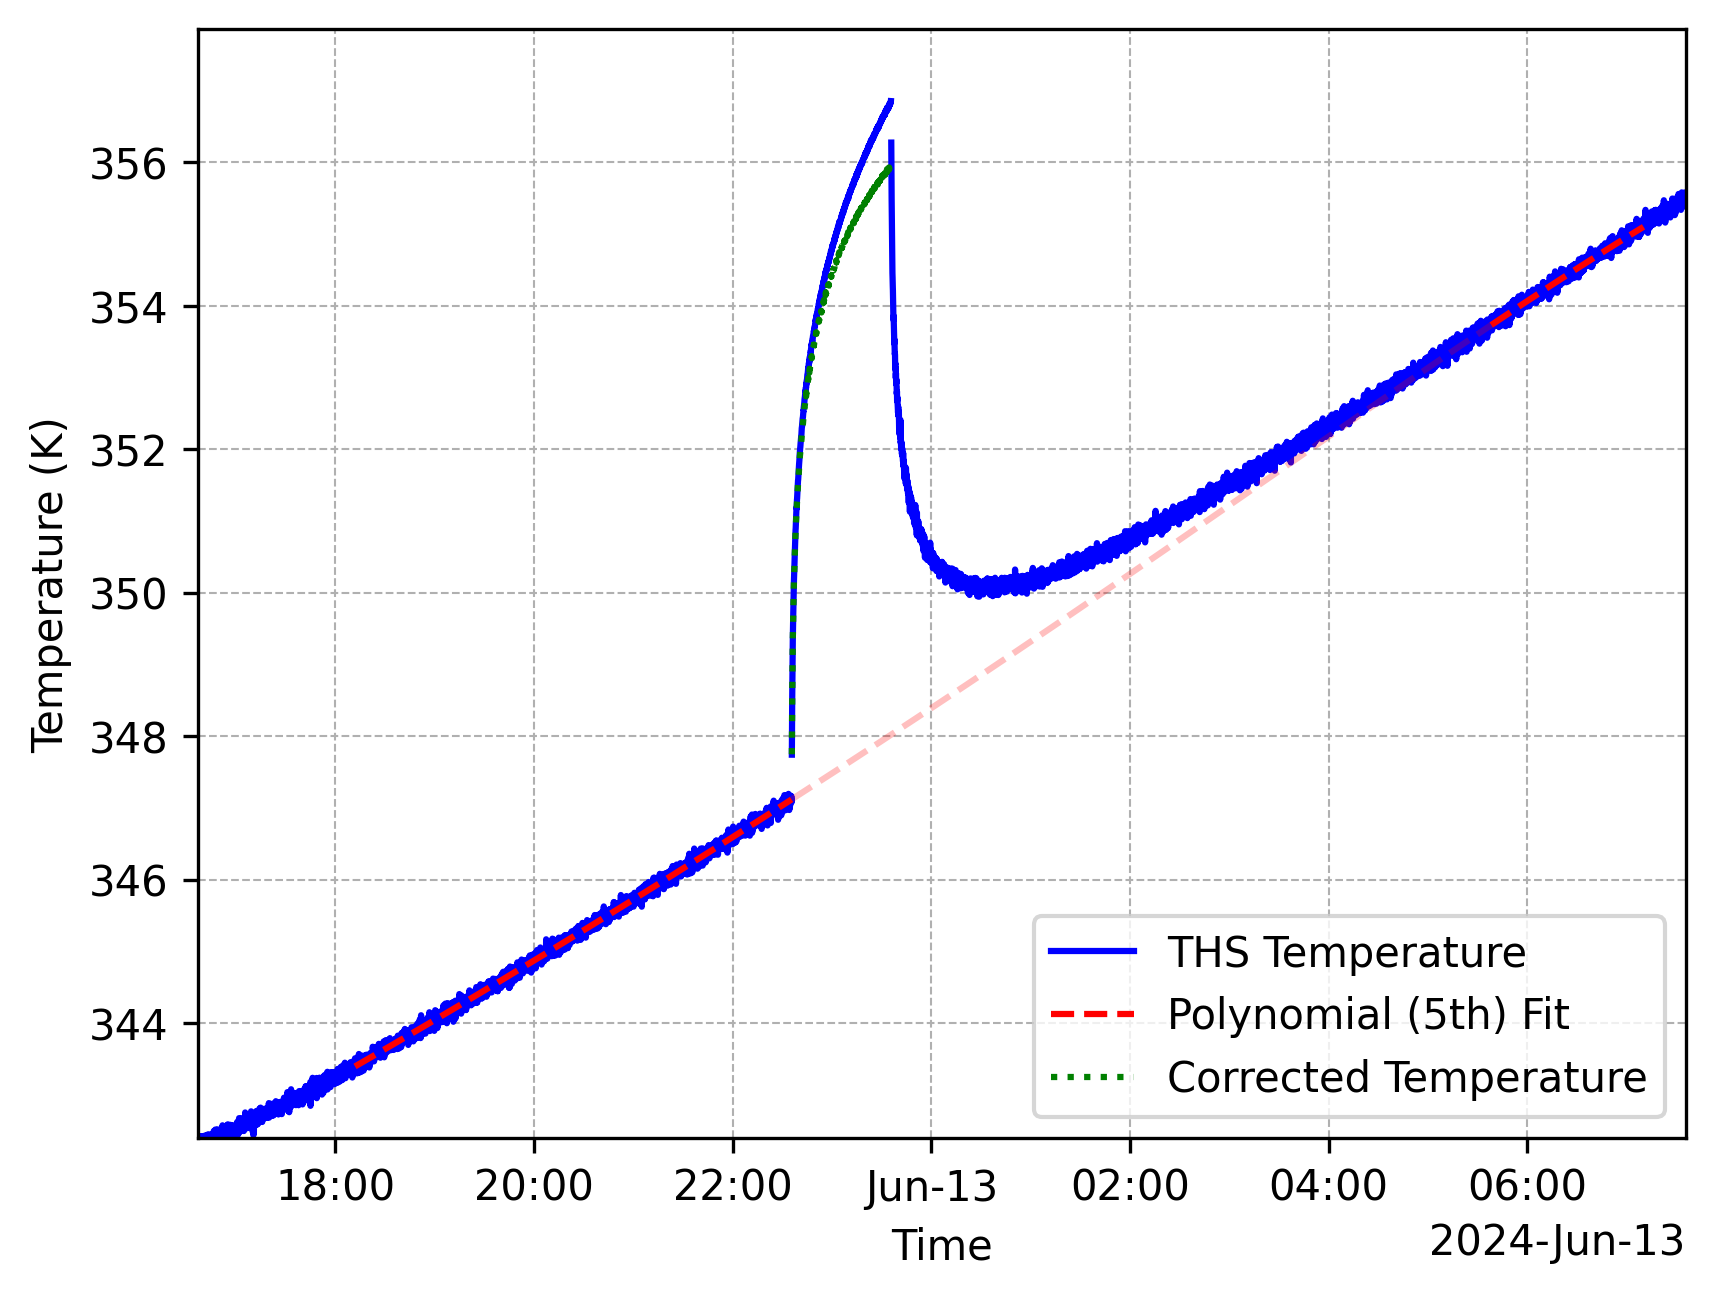 Temperature (K)
356
354
352
350
348
346
344
THS Temperature
Polynomial (5th) Fit
Corrected Temperature
18:00 20:00 22:00 Jun-13 02:00 04:00 06:00
Time
2024-Jun-13